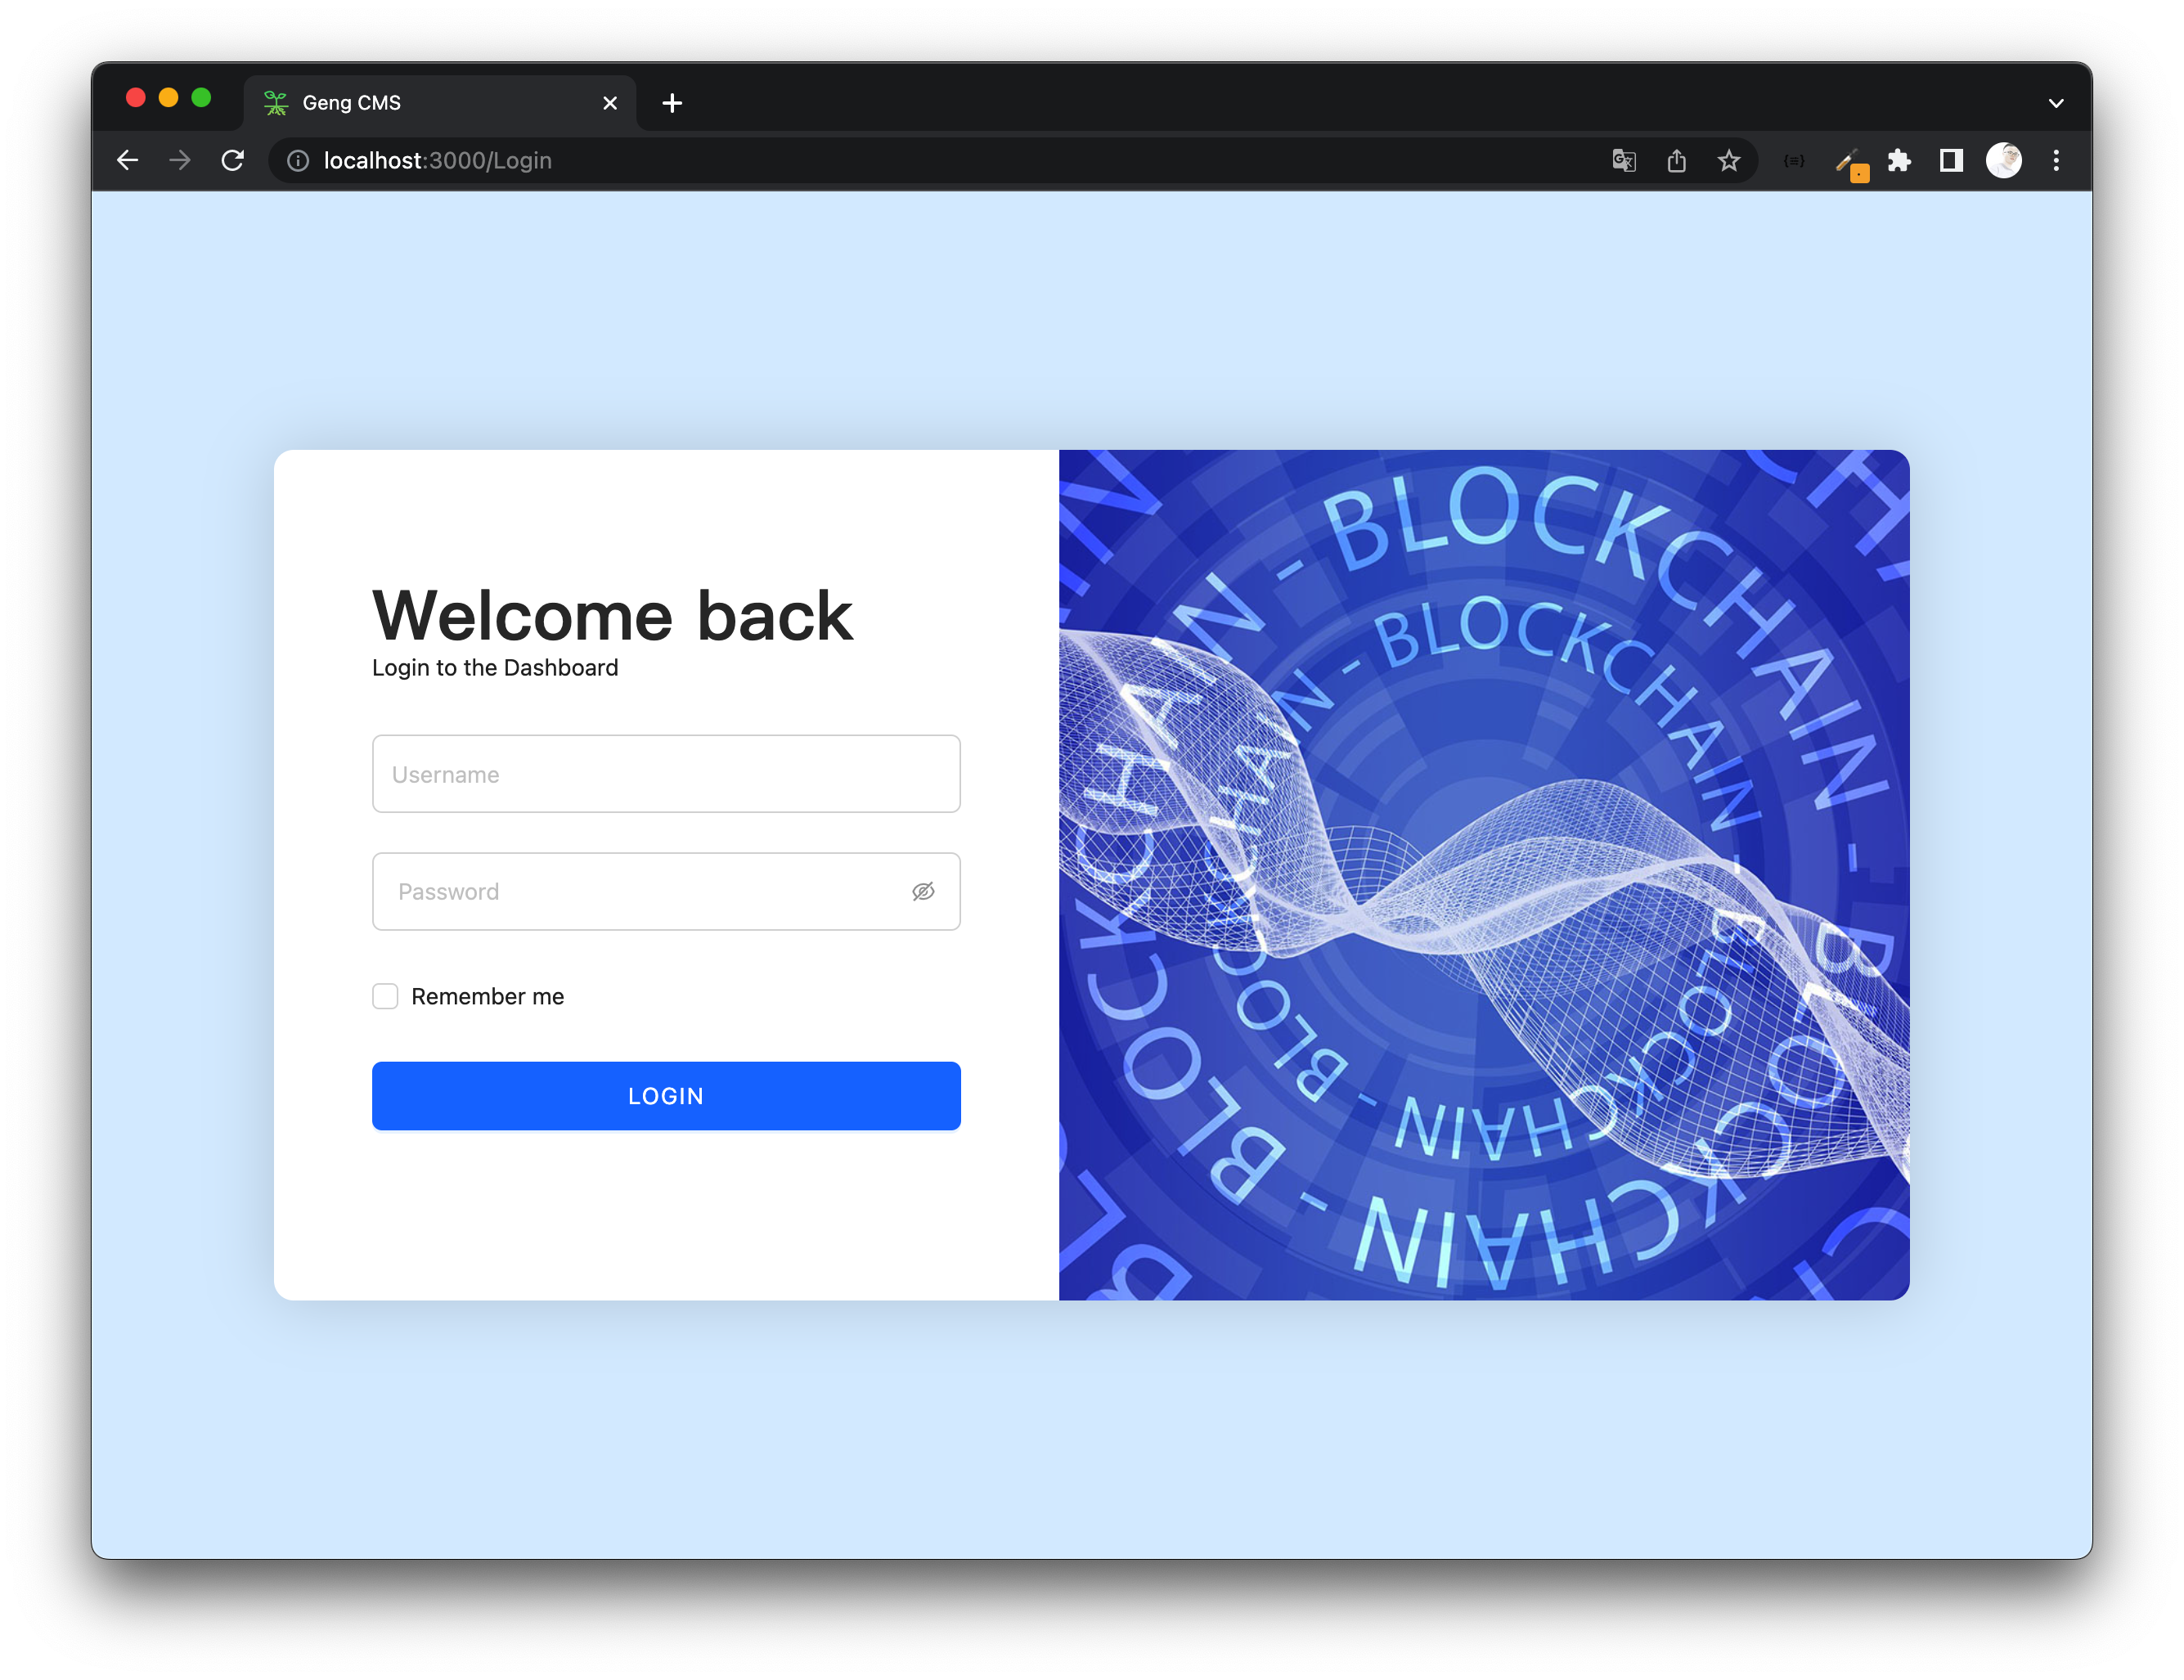 Geng CMS
localhost:3000/Login
Welcome back
Login to the Dashboard
Username
Password
Remember me
LOGIN
BLOCKCHAIN - BLOCKCHAIN -
BLOCKCHAIN - BLOCKCHAIN -